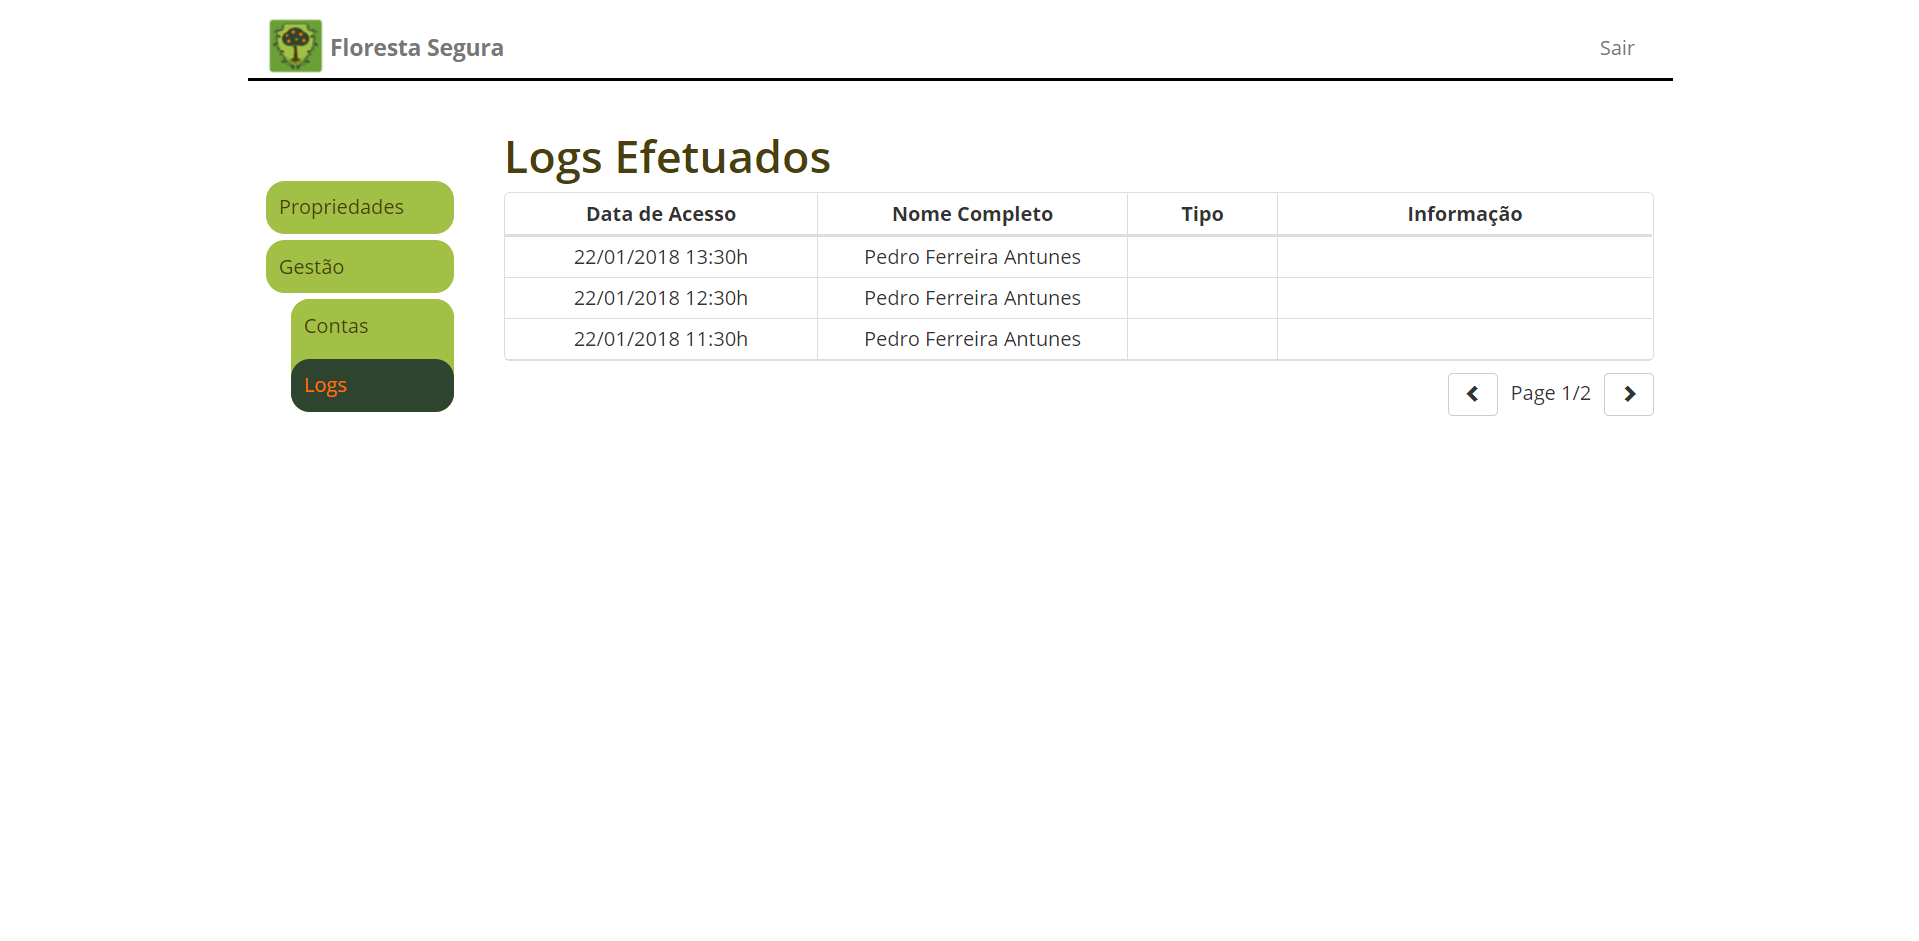 Floresta Segura
Sair
Logs Efetuados
Propriedades
Gestão
Contas
Logs
Data de Acesso Nome Completo Tipo Informação
22/01/2018 13:30h Pedro Ferreira Antunes
22/01/2018 12:30h Pedro Ferreira Antunes
22/01/2018 11:30h Pedro Ferreira Antunes
Page 1/2